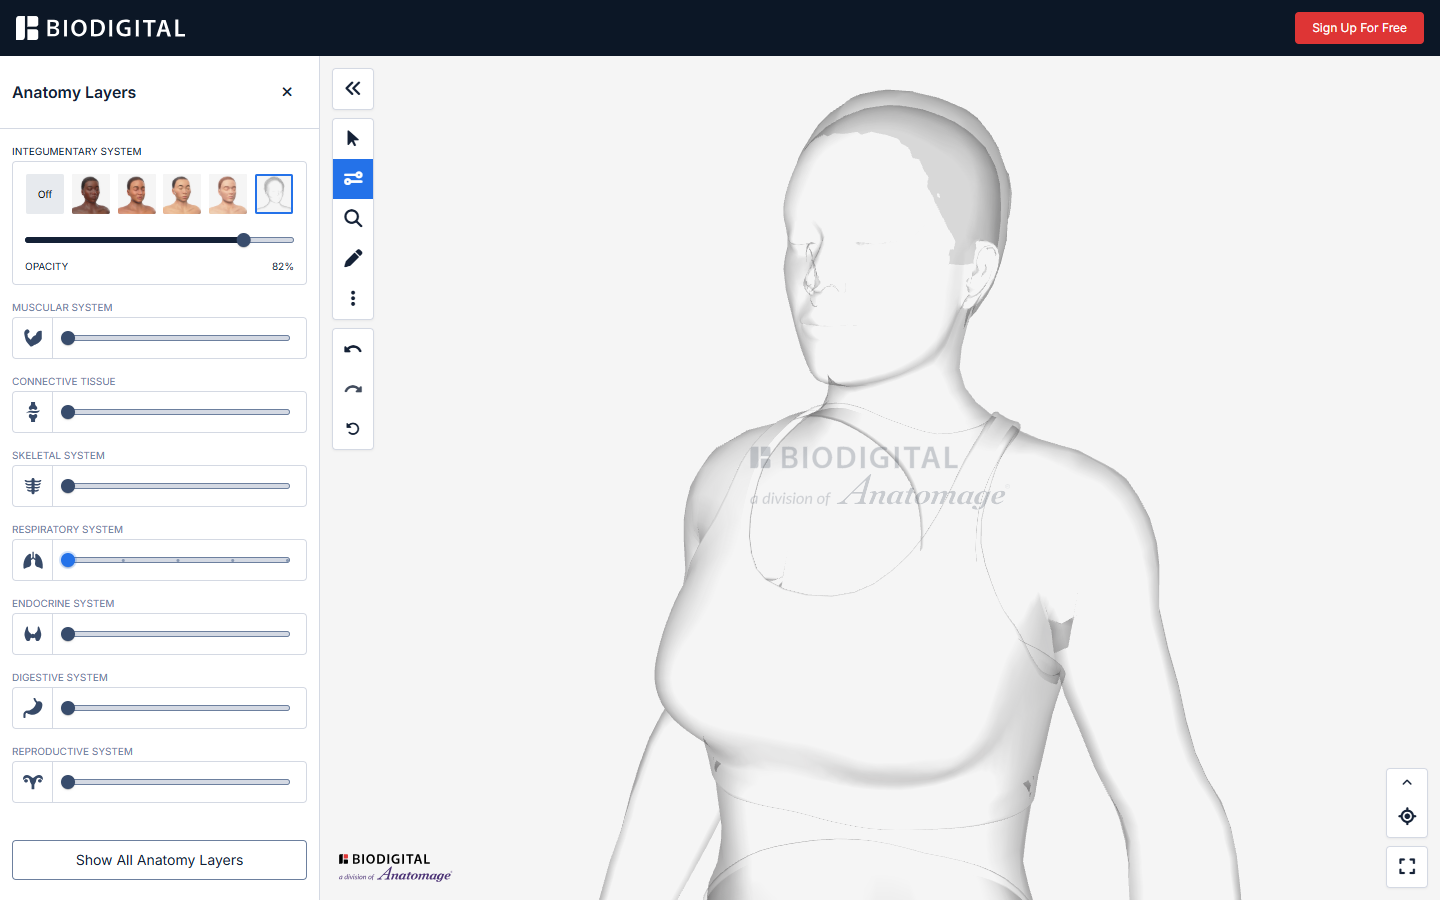 BIODIGITAL
Sign Up For Free
Anatomy Layers
INTEGUMENTARY SYSTEM
Off
OPACITY 82%
MUSCULAR SYSTEM
CONNECTIVE TISSUE
SKELETAL SYSTEM
RESPIRATORY SYSTEM
ENDOCRINE SYSTEM
DIGESTIVE SYSTEM
REPRODUCTIVE SYSTEM
Show All Anatomy Layers
BIODIGITAL
a division of Anatomage
BIODIGITAL
a division of Anatomage